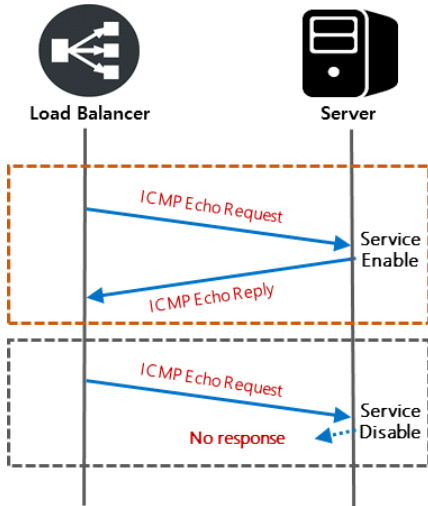 Load Balancer
Server
ICMP Echo Request
Service
Enable
ICMP Echo Reply
ICMP Echo Request
Service
Disable
No response